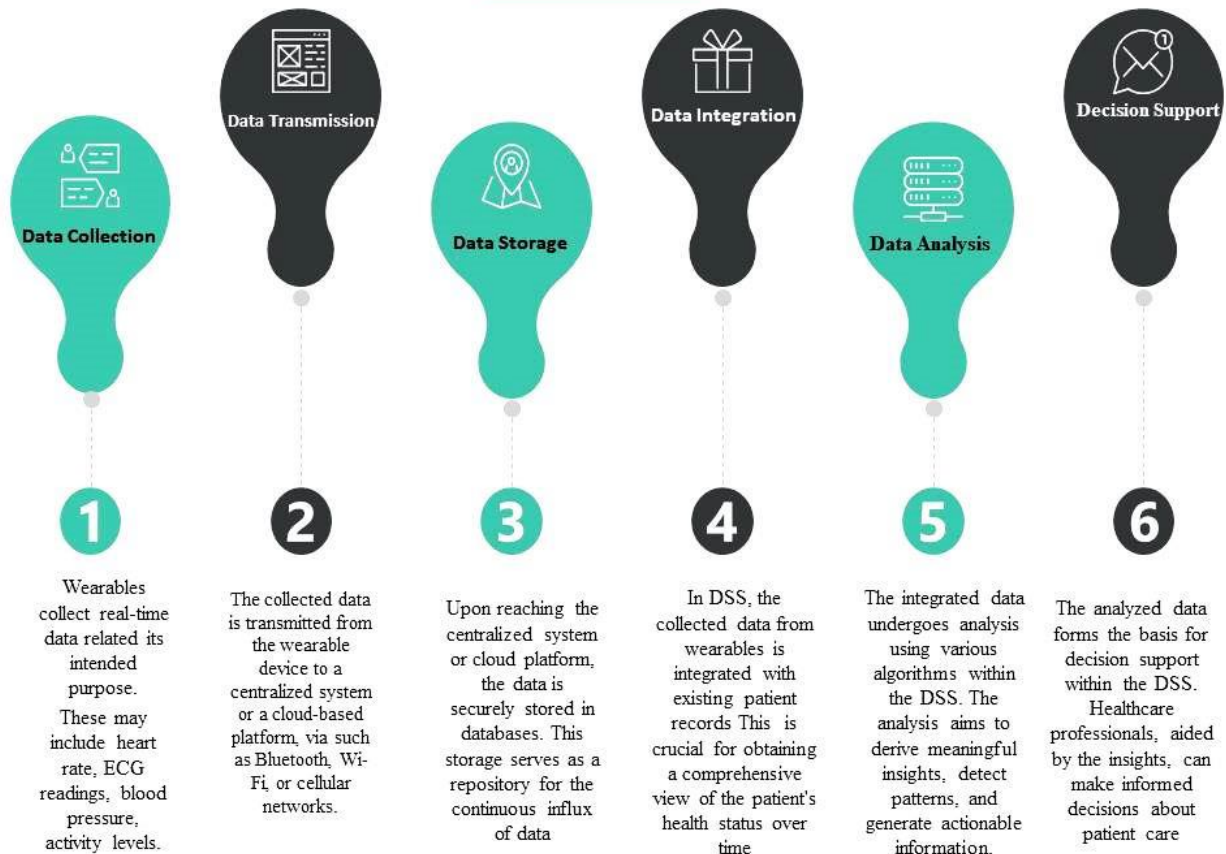 Data Collection
1
Wearables
collect real-time
data related its
intended
purpose.
These may
include heart
rate, ECG
readings, blood
pressure,
activity levels.
Data Transmission
2
The collected data
is transmitted from
the wearable
device to a
centralized system
or a cloud-based
platform, via such
as Bluetooth, Wi-
Fi, or cellular
networks.
Data Storage
3
Upon reaching the
centralized system
or cloud platform,
the data is
securely stored in
databases. This
storage serves as a
repository for the
continuous influx
of data
Data Integration
4
In DSS, the
collected data from
wearables is
integrated with
existing patient
records This is
crucial for obtaining
a comprehensive
view of the patient's
health status over
time
Data Analysis
5
The integrated data
undergoes analysis
using various
algorithms within
the DSS. The
analysis aims to
derive meaningful
insights, detect
patterns, and
generate actionable
information.
1
Decision Support
6
The analyzed data
forms the basis for
decision support
within the DSS.
Healthcare
professionals, aided
by the insights, can
make informed
decisions about
patient care